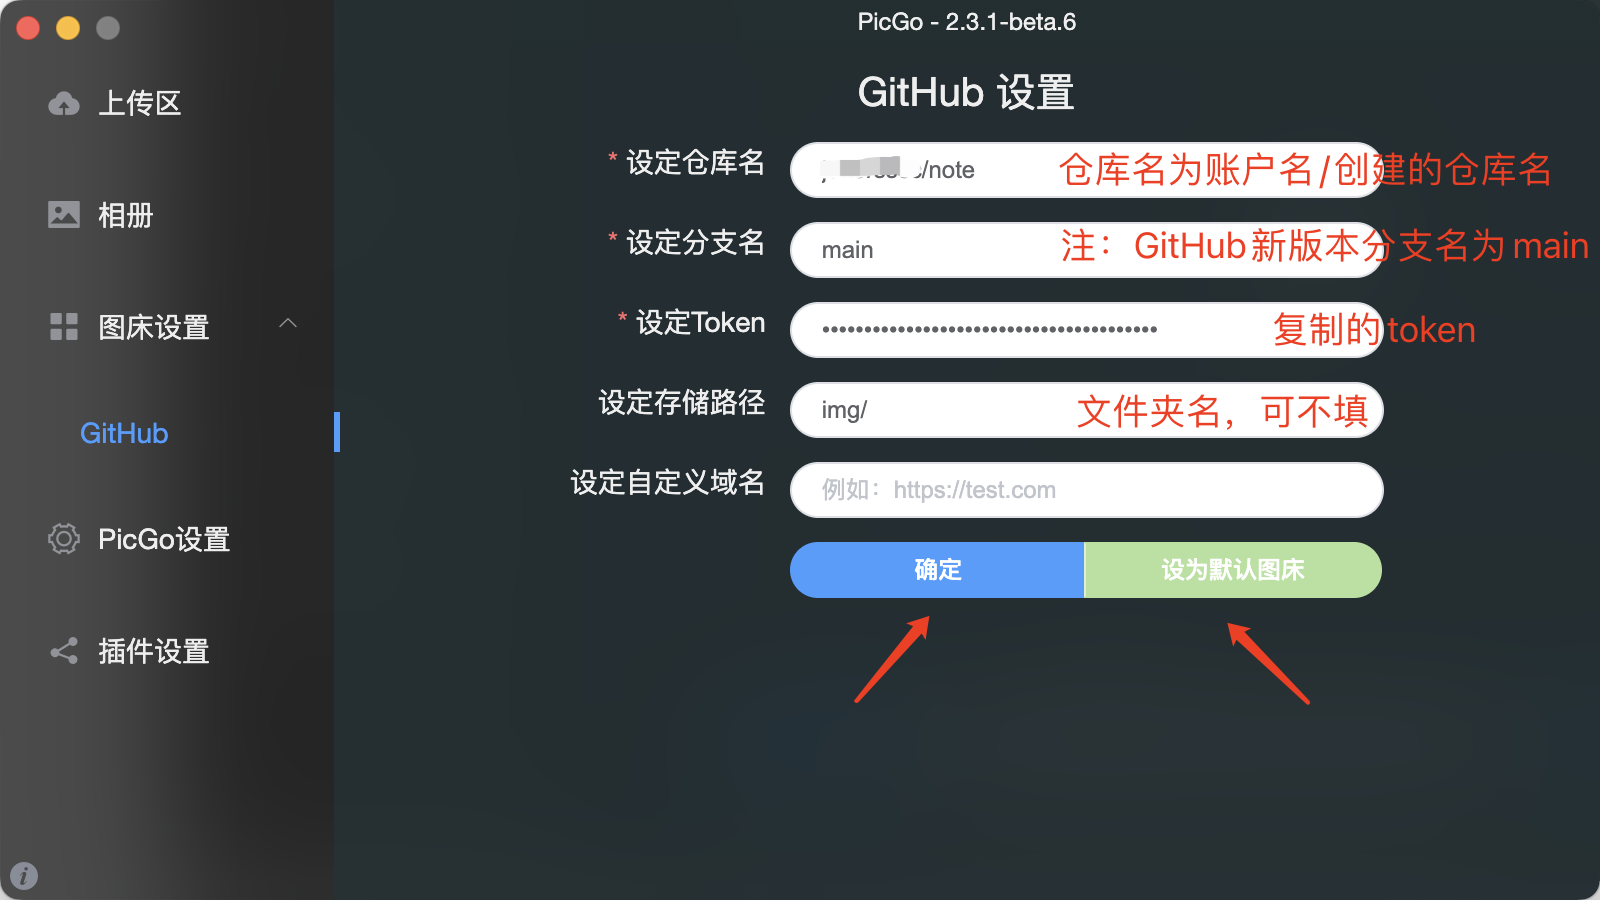 PicGo - 2.3.1-beta.6
上传区
相册
图床设置
GitHub
PicGo设置
插件设置
GitHub 设置
* 设定仓库名
/note
仓库名为账户名/创建的仓库名
* 设定分支名
main
注：GitHub新版本分支名为main
* 设定Token
••••••••••••••••••••••••••••••••••••••••
复制的token
设定存储路径
img/
文件夹名，可不填
设定自定义域名
例如：https://test.com
确定
设为默认图床